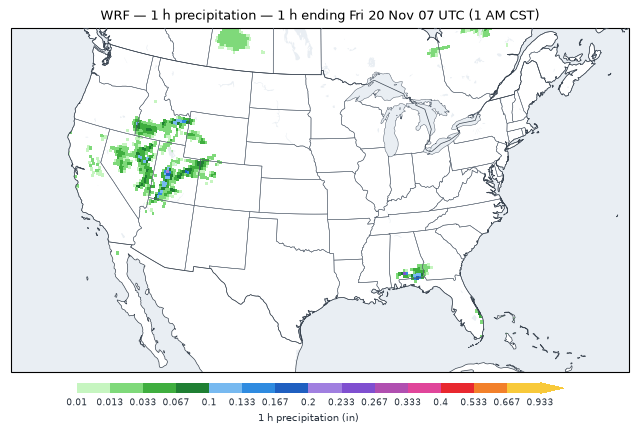 WRF — 1 h precipitation — 1 h ending Fri 20 Nov 07 UTC (1 AM CST)
0.01 0.013 0.033 0.067 0.1 0.133 0.167 0.2 0.233 0.267 0.333 0.4 0.533 0.667 0.933
1 h precipitation (in)